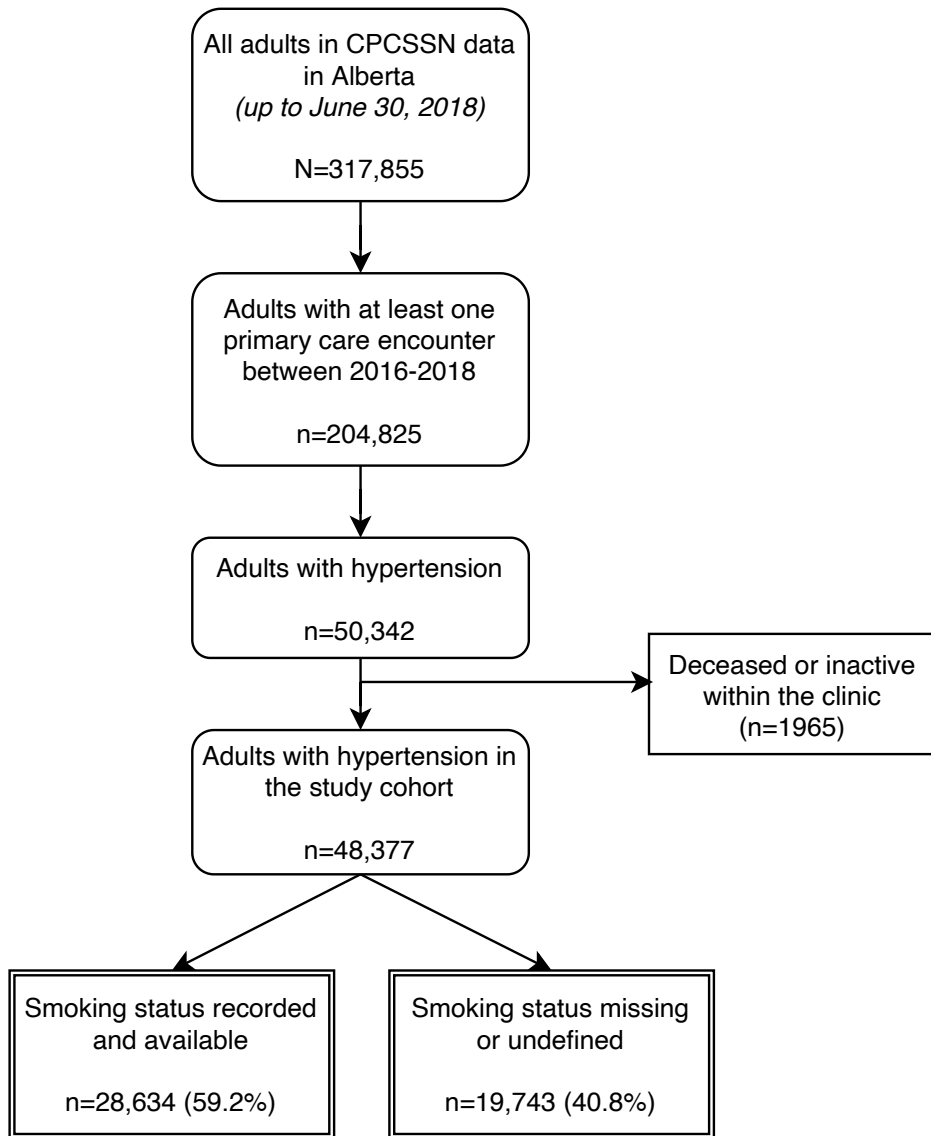 All adults in CPCSSN data
in Alberta
(up to June 30, 2018)
N=317,855
Adults with at least one
primary care encounter
between 2016-2018
n=204,825
Adults with hypertension
n=50,342
Deceased or inactive
within the clinic
(n=1965)
Adults with hypertension in
the study cohort
n=48,377
Smoking status recorded
and available
n=28,634 (59.2%)
Smoking status missing
or undefined
n=19,743 (40.8%)